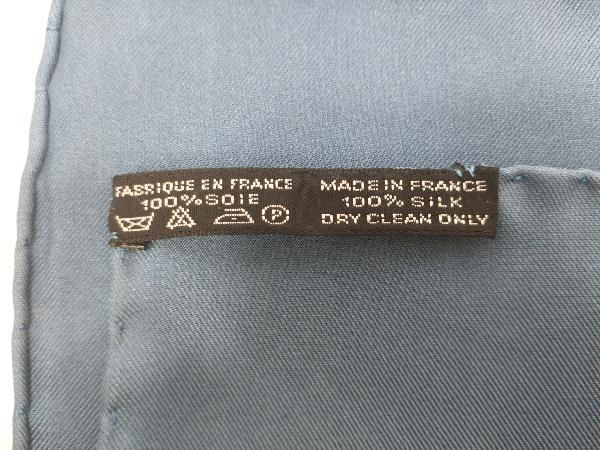 FABRIQUE EN FRANCE
100% SOIE
P
MADE IN FRANCE
100% SILK
DRY CLEAN ONLY